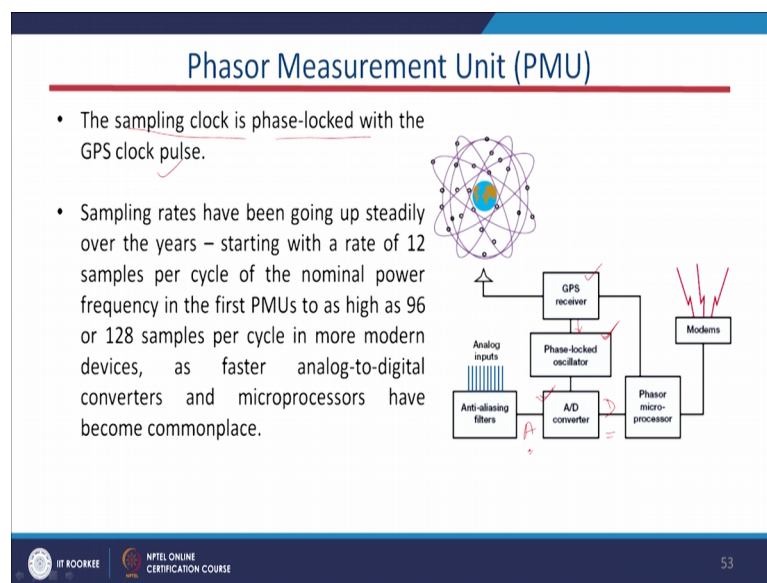 Phasor Measurement Unit (PMU)
• The sampling clock is phase-locked with the
GPS clock pulse.
• Sampling rates have been going up steadily
over the years – starting with a rate of 12
samples per cycle of the nominal power
frequency in the first PMUs to as high as 96
or 128 samples per cycle in more modern
devices, as faster analog-to-digital
converters and microprocessors have
become commonplace.
GPS
receiver
Modems
Analog
inputs
Phase-locked
oscillator
Anti-aliasing
filters
A/D
converter
Phasor
micro-
processor
A
D
IIT ROORKEE
NPTEL ONLINE
CERTIFICATION COURSE
53